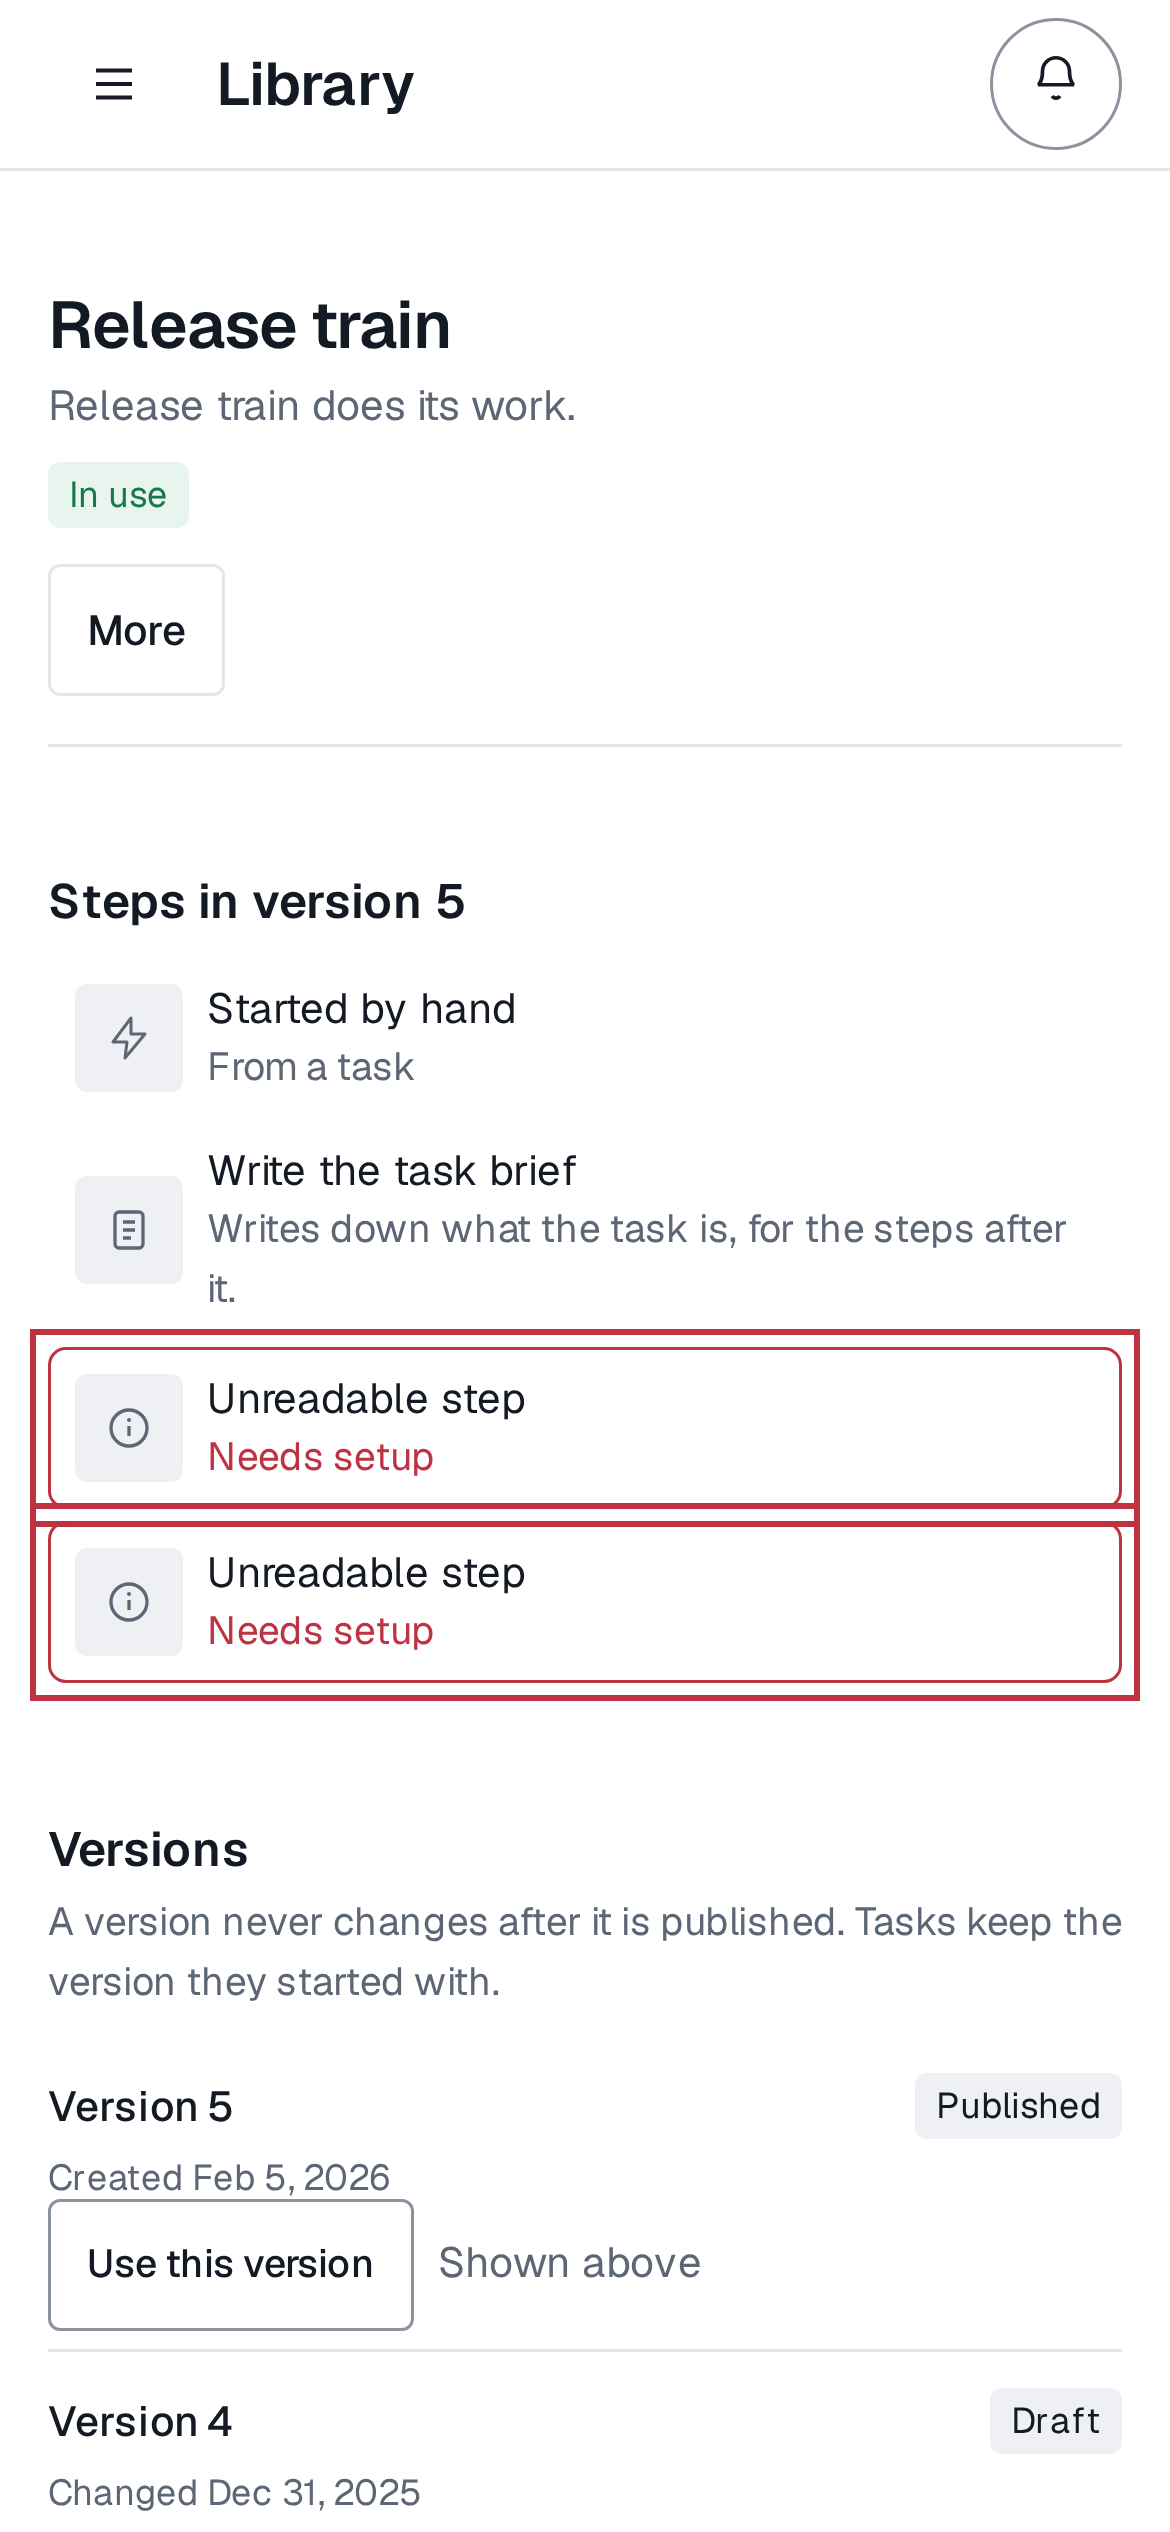 Library
Release train
Release train does its work.
In use
More
Steps in version 5
Started by hand
From a task
Write the task brief
Writes down what the task is, for the steps after
it.
Unreadable step
Needs setup
Unreadable step
Needs setup
Versions
A version never changes after it is published. Tasks keep the
version they started with.
Version 5
Published
Created Feb 5, 2026
Use this version
Shown above
Version 4
Draft
Changed Dec 31, 2025